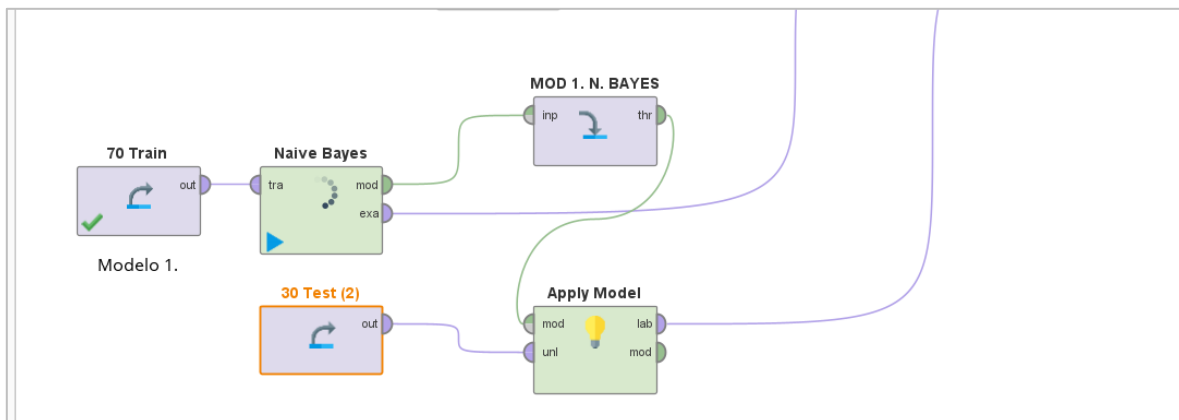 MOD 1. N. BAYES
inp thr
70 Train
out
Naive Bayes
tra mod
exa
Modelo 1.
30 Test (2)
out
Apply Model
mod lab
unl mod